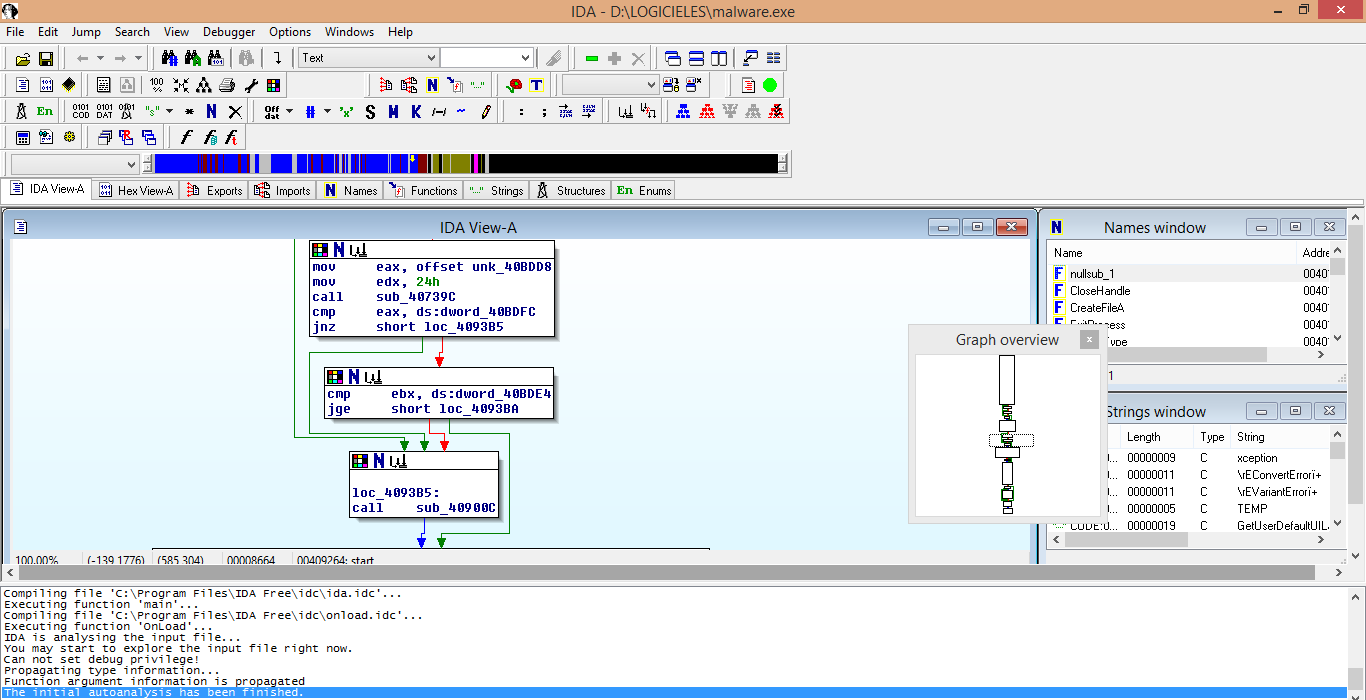 IDA - D:\LOGICIELES\malware.exe
File Edit Jump Search View Debugger Options Windows Help
Text
IDA View-A Hex View-A Exports Imports Names Functions Strings Structures Enums
IDA View-A
mov eax, offset unk_40BDD8
mov edx, 24h
call sub_40739C
cmp eax, ds:dword_40BDFC
jnz short loc_4093B5
cmp ebx, ds:dword_40BDE4
jge short loc_4093BA
loc_4093B5:
call sub_40900C
100.00% (-139,1776) (585,304) 00008664 00409264: start
Names window
Name Addre
nullsub_1 0040
CloseHandle 0040
CreateFileA 0040
ExitProcess 0040
ype 0040
Graph overview
1
Strings window
Length Type String
... 00000009 C xception
... 00000011 C \rEConvertErrorï+
... 00000011 C \rEVariantErrorï+
... 00000005 C TEMP
CODE:0... 00000019 C GetUserDefaultUIL
Compiling file 'C:\Program Files\IDA Free\idc\ida.idc'...
Executing function 'main'...
Compiling file 'C:\Program Files\IDA Free\idc\onload.idc'...
Executing function 'OnLoad'...
IDA is analysing the input file...
You may start to explore the input file right now.
Can not set debug privilege!
Propagating type information...
Function argument information is propagated
The initial autoanalysis has been finished.